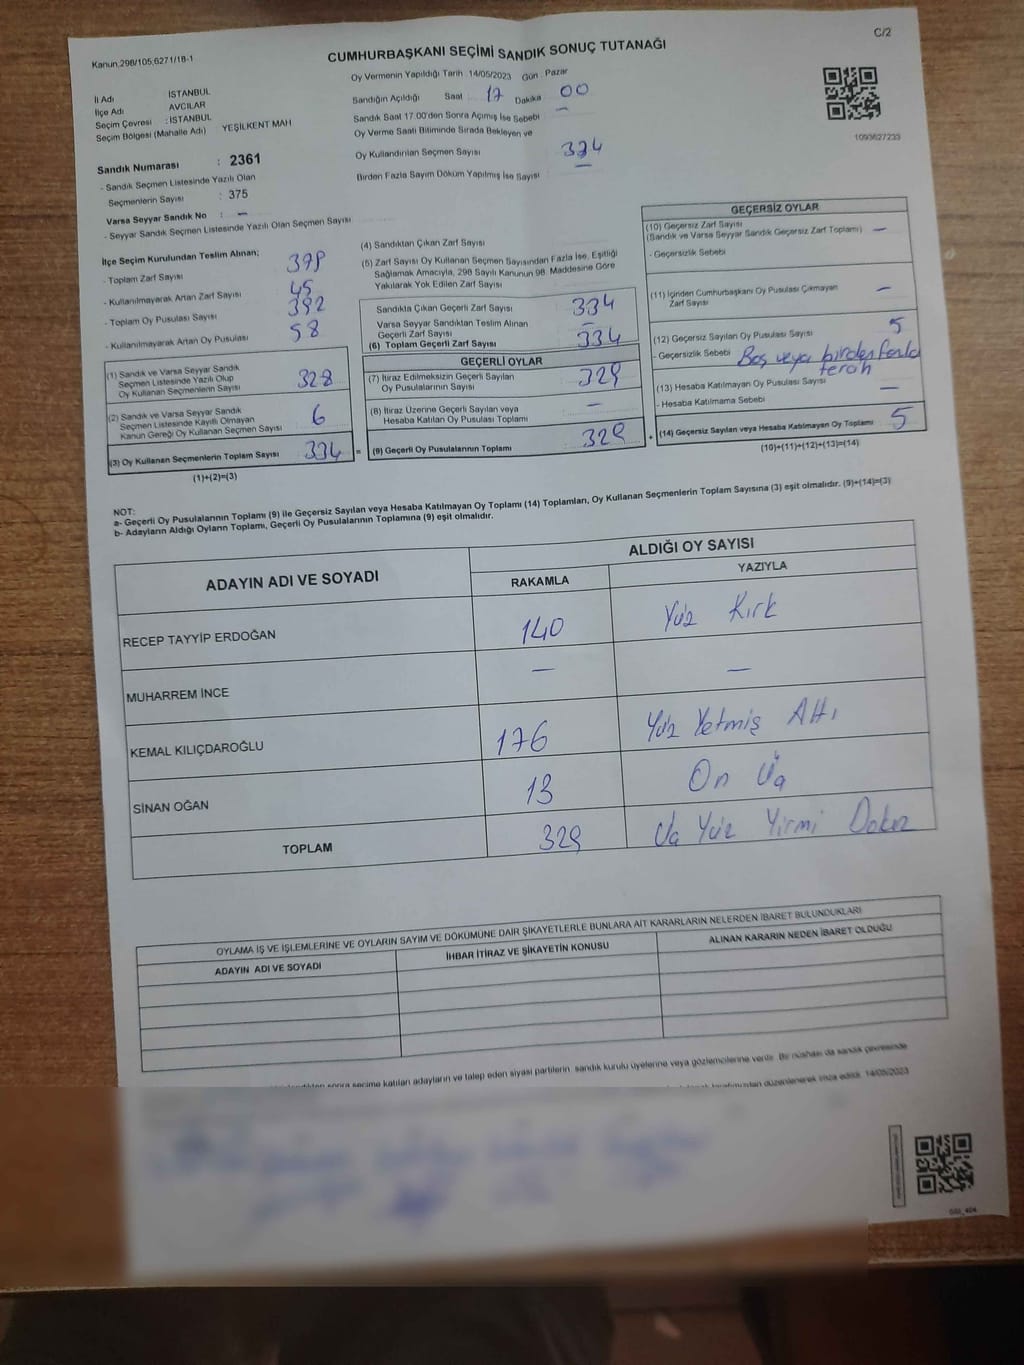 Kanun,298/105,6271/18-1
CUMHURBAŞKANI SEÇİMİ SANDIK SONUÇ TUTANAĞI
C/2
İl Adı İSTANBUL
İlçe Adı AVCILAR
Seçim Çevresi : İSTANBUL
Seçim Bölgesi (Mahalle Adı) YEŞİLKENT MAH
Sandık Numarası : 2361
- Sandık Seçmen Listesinde Yazılı Olan
Seçmenlerin Sayısı : 375
Varsa Seyyar Sandık No : —
- Seyyar Sandık Seçmen Listesinde Yazılı Olan Seçmen Sayısı
Oy Vermenin Yapıldığı Tarih :14/05/2023 Gün : Pazar
Sandığın Açıldığı Saat : 17 Dakika 00
Sandık Saat 17.00'den Sonra Açımış İse Sebebi —
Oy Verme Saati Bitiminde Sırada Bekleyen ve
Oy Kullandırılan Seçmen Sayısı 334
Birden Fazla Sayım Döküm Yapılmış İse Sayısı : —
1093627233
İlçe Seçim Kurulundan Teslim Alınan;
- Toplam Zarf Sayısı
- Kullanılmayarak Artan Zarf Sayısı 45
- Toplam Oy Pusulası Sayısı 392
- Kullanılmayarak Artan Oy Pusulası 58
(1) Sandık ve Varsa Seyyar Sandık
Seçmen Listesinde Yazılı Olup
Oy Kullanan Seçmenlerin Sayısı 328
(2) Sandık ve Varsa Seyyar Sandık
Seçmen Listesinde Kayıtlı Olmayan
Kanun Gereği Oy Kullanan Seçmen Sayısı 6
(3) Oy Kullanan Seçmenlerin Toplam Sayısı 334
(1)+(2)=(3)
(4) Sandıktan Çıkan Zarf Sayısı
(5) Zarf Sayısı Oy Kullanan Seçmen Sayısından Fazla İse, Eşitliği
Sağlamak Amacıyla, 298 Sayılı Kanunun 98. Maddesine Göre
Yakılarak Yok Edilen Zarf Sayısı
Sandıkta Çıkan Geçerli Zarf Sayısı 334
Varsa Seyyar Sandıktan Teslim Alınan
Geçerli Zarf Sayısı —
(6) Toplam Geçerli Zarf Sayısı 334
GEÇERLİ OYLAR
(7) İtiraz Edilmeksizin Geçerli Sayılan
Oy Pusulalarının Sayısı 329
(8) İtiraz Üzerine Geçerli Sayılan veya
Hesaba Katılan Oy Pusulası Toplamı —
= (9) Geçerli Oy Pusulalarının Toplamı 329
GEÇERSİZ OYLAR
(10) Geçersiz Zarf Sayısı
(Sandık ve Varsa Seyyar Sandık Geçersiz Zarf Toplamı) —
- Geçersizlik Sebebi
(11) İçinden Cumhurbaşkanı Oy Pusulası Çıkmayan
Zarf Sayısı —
(12) Geçersiz Sayılan Oy Pusulası Sayısı 5
- Geçersizlik Sebebi Boş veya birden fazla
tercih
(13) Hesaba Katılmayan Oy Pusulası Sayısı —
- Hesaba Katılmama Sebebi
+ (14) Geçersiz Sayılan veya Hesaba Katılmayan Oy Toplamı 5
(10)+(11)+(12)+(13)=(14)
NOT:
a- Geçerli Oy Pusulalarının Toplamı (9) ile Geçersiz Sayılan veya Hesaba Katılmayan Oy Toplamı (14) Toplamları, Oy Kullanan Seçmenlerin Toplam Sayısına (3) eşit olmalıdır. (9)+(14)=(3)
b- Adayların Aldığı Oyların Toplamı, Geçerli Oy Pusulalarının Toplamına (9) eşit olmalıdır.
ADAYIN ADI VE SOYADI ALDIĞI OY SAYISI
RAKAMLA YAZIYLA
RECEP TAYYİP ERDOĞAN 140 Yüz Kırk
MUHARREM İNCE — —
KEMAL KILIÇDAROĞLU 176 Yüz Yetmiş Altı
SİNAN OĞAN 13 On Üç
TOPLAM 329 Üç Yüz Yirmi Dokuz
OYLAMA İŞ VE İŞLEMLERİNE VE OYLARIN SAYIM VE DÖKÜMÜNE DAİR ŞİKAYETLERLE BUNLARA AİT KARARLARIN NELERDEN İBARET BULUNDUKLARI
ADAYIN ADI VE SOYADI İHBAR İTİRAZ VE ŞİKAYETİN KONUSU ALINAN KARARIN NEDEN İBARET OLDUĞU
sonra seçime katılan adayların ve talep eden siyasi partilerin sandık kurulu üyelerine veya gözlemcilerine verilir. Bir nüshası da sandık çevresinde
düzenlenerek imza edildi. 14/05/2023